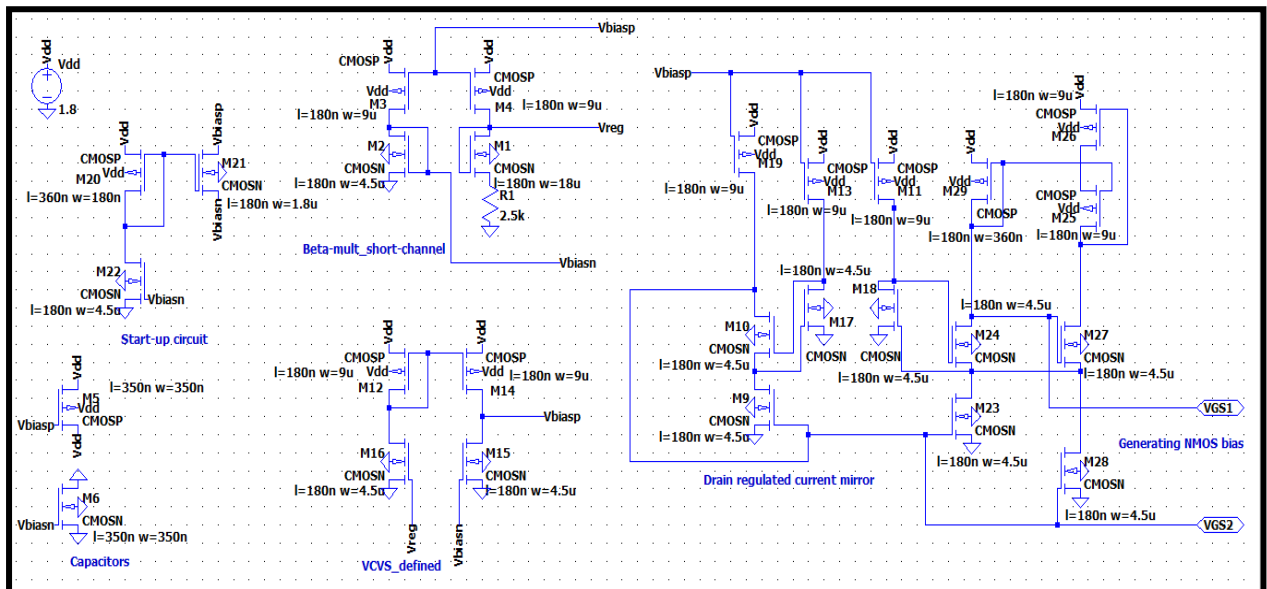 Vdd
Vdd
1.8
Vdd
CMOSP
Vdd
M20
l=360n w=180n
Vbiasp
M21
CMOSN
l=180n w=1.8u
Vbiasn
M22
CMOSN
Vbiasn
l=180n w=4.5u
Start-up circuit
Vdd
l=350n w=350n
M5
Vdd
Vbiasp
CMOSP
Vdd
M6
Vbiasn
CMOSN
l=350n w=350n
Capacitors
Vbiasp
Vdd
CMOSP
Vdd
M3
l=180n w=9u
Vdd
CMOSP
Vdd
M4
l=180n w=9u
Vreg
M2
CMOSN
l=180n w=4.5u
M1
CMOSN
l=180n w=18u
R1
2.5k
Beta-mult_short-channel
Vbiasn
Vdd
CMOSP
l=180n w=9u
Vdd
M12
Vdd
CMOSP
Vdd
l=180n w=9u
M14
Vbiasp
M16
CMOSN
l=180n w=4.5u
M15
CMOSN
l=180n w=4.5u
Vreg
Vbiasn
VCVS_defined
Vbiasp
Vdd
CMOSP
Vdd
M19
l=180n w=9u
Vdd
CMOSP
Vdd
M13
l=180n w=9u
Vdd
CMOSP
Vdd
M11
l=180n w=9u
Vdd
Vdd
M29
CMOSP
l=180n w=360n
l=180n w=9u
Vdd
CMOSP
Vdd
M26
CMOSP
Vdd
M25
l=180n w=9u
l=180n w=4.5u
M17
CMOSN
M18
CMOSN
l=180n w=4.5u
M10
CMOSN
l=180n w=4.5u
l=180n w=4.5u
M24
CMOSN
M27
CMOSN
l=180n w=4.5u
M9
CMOSN
l=180n w=4.5u
M23
CMOSN
l=180n w=4.5u
M28
CMOSN
l=180n w=4.5u
VGS1
Generating NMOS bias
Drain regulated current mirror
VGS2